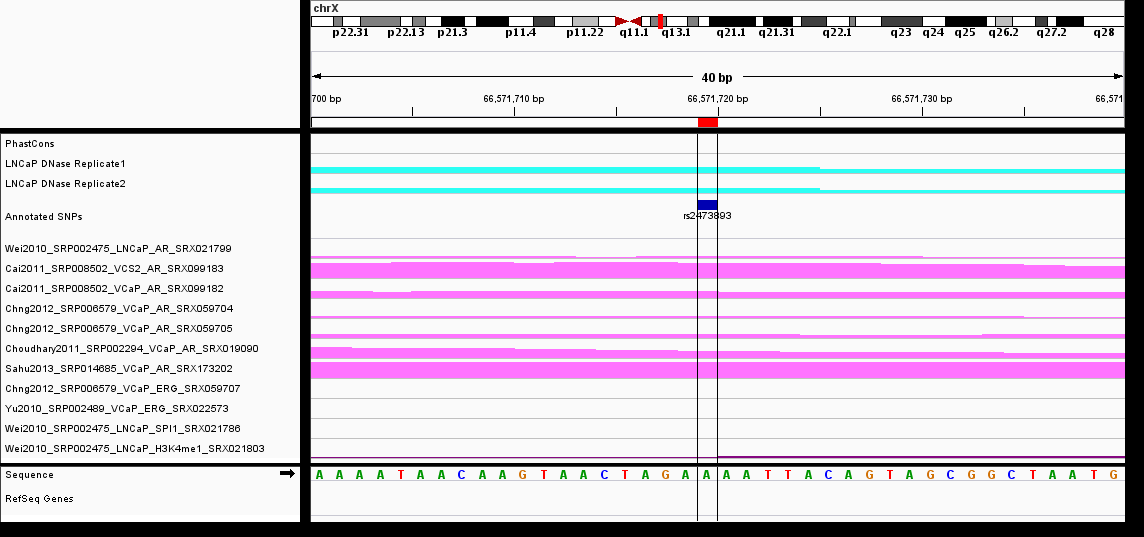 chrX
p22.31 p22.13 p21.3 p11.4 p11.22 q11.1 q13.1 q21.1 q21.31 q22.1 q23 q24 q25 q26.2 q27.2 q28
40 bp
700 bp 66,571,710 bp 66,571,720 bp 66,571,730 bp 66,571
PhastCons
LNCaP DNase Replicate1
LNCaP DNase Replicate2
Annotated SNPs
rs2473893
Wei2010_SRP002475_LNCaP_AR_SRX021799
Cai2011_SRP008502_VCS2_AR_SRX099183
Cai2011_SRP008502_VCaP_AR_SRX099182
Chng2012_SRP006579_VCaP_AR_SRX059704
Chng2012_SRP006579_VCaP_AR_SRX059705
Choudhary2011_SRP002294_VCaP_AR_SRX019090
Sahu2013_SRP014685_VCaP_AR_SRX173202
Chng2012_SRP006579_VCaP_ERG_SRX059707
Yu2010_SRP002489_VCaP_ERG_SRX022573
Wei2010_SRP002475_LNCaP_SPI1_SRX021786
Wei2010_SRP002475_LNCaP_H3K4me1_SRX021803
Sequence A A A A T A A C A A G T A A C T A G A A A T T A C A G T A G C G G C T A A T G
RefSeq Genes